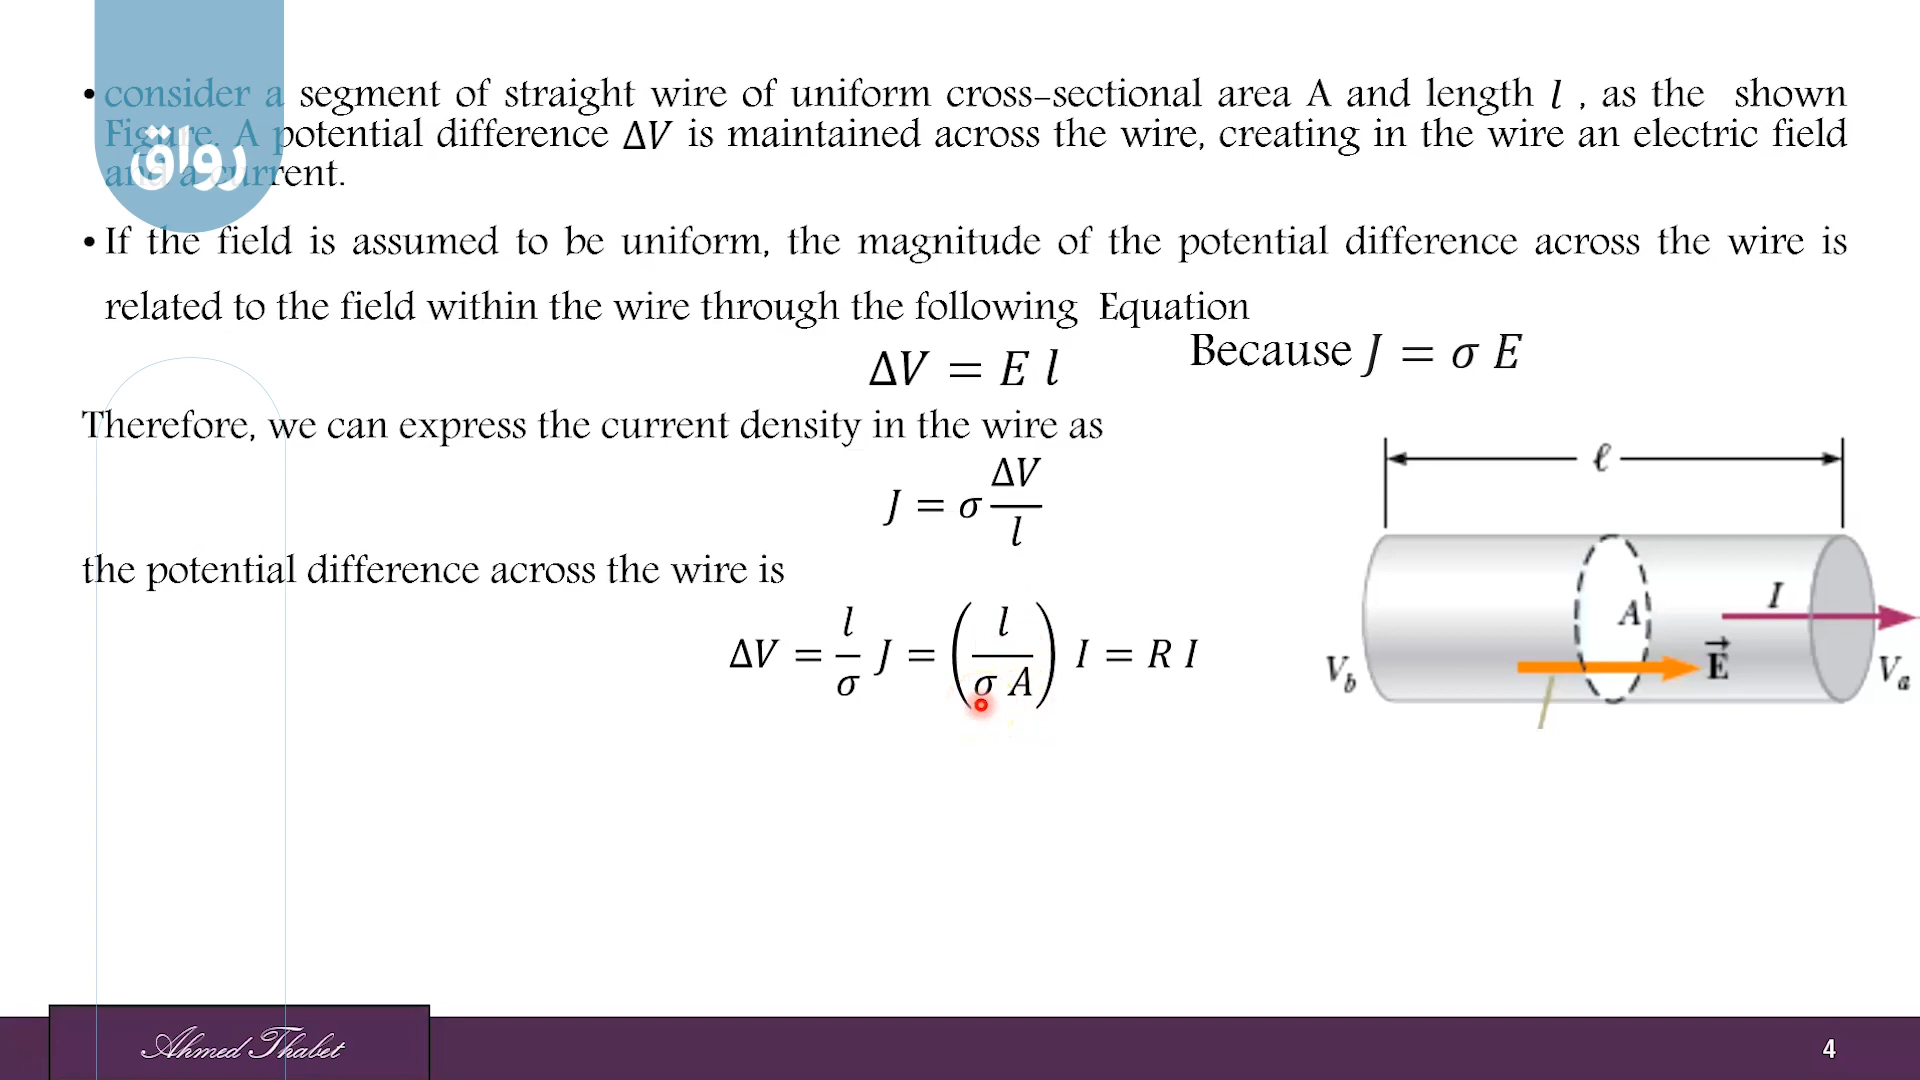 • consider a segment of straight wire of uniform cross-sectional area A and length l , as the shown
Figure. A potential difference ΔV is maintained across the wire, creating in the wire an electric field
and a current.
رواق
• If the field is assumed to be uniform, the magnitude of the potential difference across the wire is
related to the field within the wire through the following Equation
ΔV = E l
Because J = σ E
Therefore, we can express the current density in the wire as
J = σ ΔV/l
the potential difference across the wire is
ΔV = l/σ J = (l/(σ A)) I = R I
ℓ
A
I
E⃗
V_b
V_a
Ahmed Thabet
4